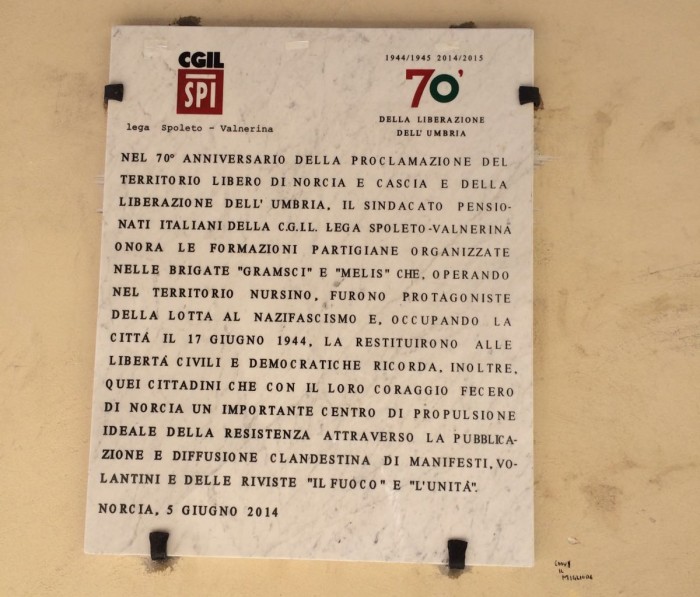 CGIL
SPI
lega Spoleto - Valnerina
1944/1945 2014/2015
70'
DELLA LIBERAZIONE
DELL'UMBRIA
NEL 70° ANNIVERSARIO DELLA PROCLAMAZIONE DEL
TERRITORIO LIBERO DI NORCIA E CASCIA E DELLA
LIBERAZIONE DELL' UMBRIA, IL SINDACATO PENSIO-
NATI ITALIANI DELLA C.G.I.L. LEGA SPOLETO-VALNERINA
ONORA LE FORMAZIONI PARTIGIANE ORGANIZZATE
NELLE BRIGATE "GRAMSCI" E "MELIS" CHE, OPERANDO
NEL TERRITORIO NURSINO, FURONO PROTAGONISTE
DELLA LOTTA AL NAZIFASCISMO E, OCCUPANDO LA
CITTÁ IL 17 GIUGNO 1944, LA RESTITUIRONO ALLE
LIBERTÁ CIVILI E DEMOCRATICHE RICORDA, INOLTRE,
QUEI CITTADINI CHE CON IL LORO CORAGGIO FECERO
DI NORCIA UN IMPORTANTE CENTRO DI PROPULSIONE
IDEALE DELLA RESISTENZA ATTRAVERSO LA PUBBLICA-
ZIONE E DIFFUSIONE CLANDESTINA DI MANIFESTI, VO-
LANTINI E DELLE RIVISTE "IL FUOCO" E "L'UNITÁ".
NORCIA, 5 GIUGNO 2014
IL
MIGLIORE